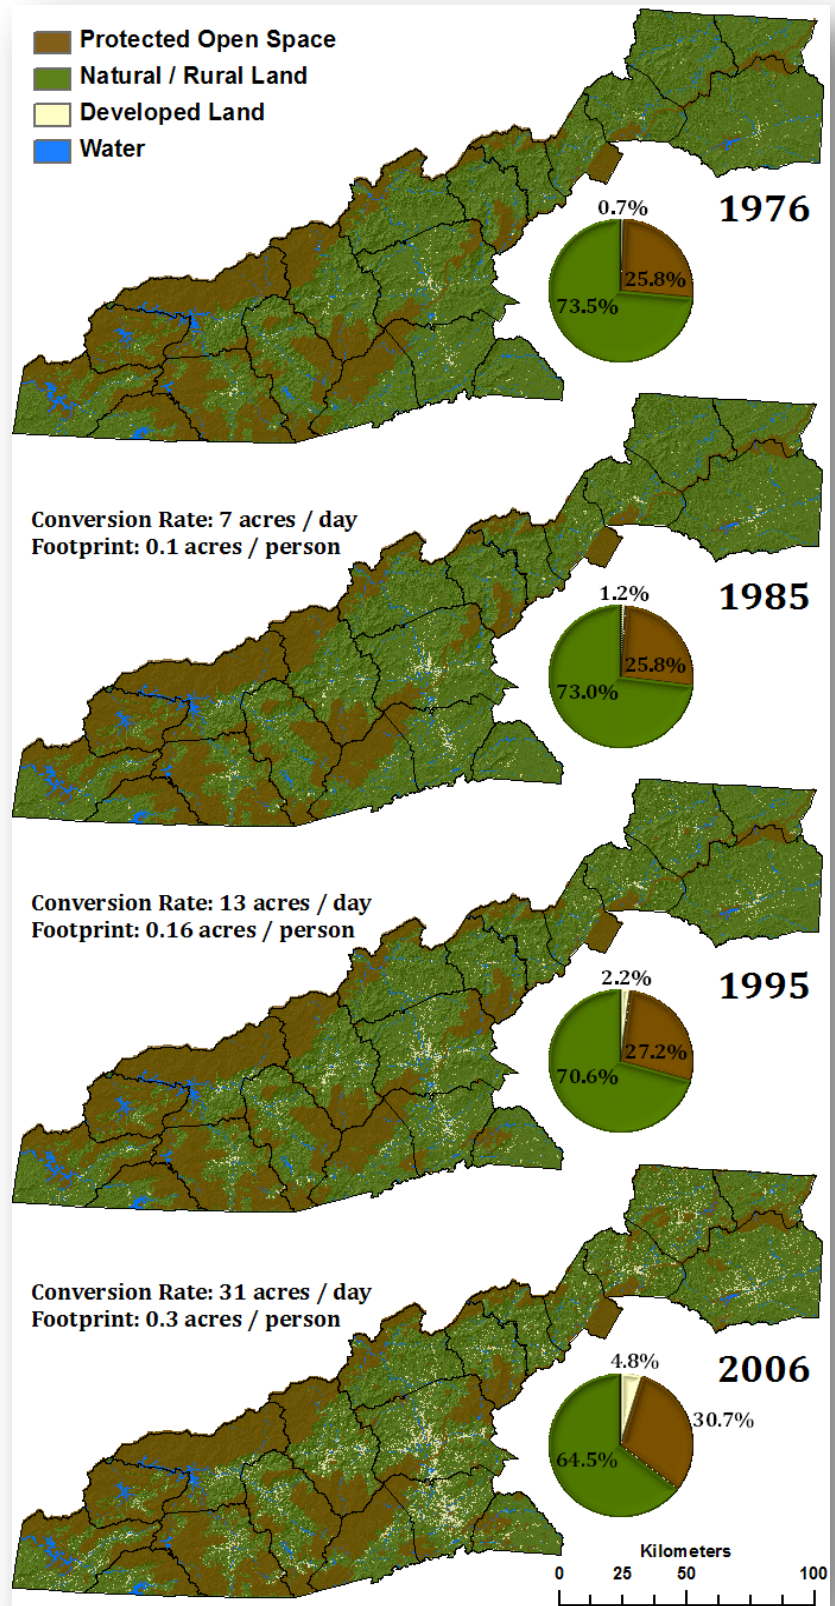 Protected Open Space
Natural / Rural Land
Developed Land
Water
1976
0.7%
25.8%
73.5%
Conversion Rate: 7 acres / day
Footprint: 0.1 acres / person
1985
1.2%
25.8%
73.0%
Conversion Rate: 13 acres / day
Footprint: 0.16 acres / person
1995
2.2%
27.2%
70.6%
Conversion Rate: 31 acres / day
Footprint: 0.3 acres / person
2006
4.8%
30.7%
64.5%
Kilometers
0 25 50 100